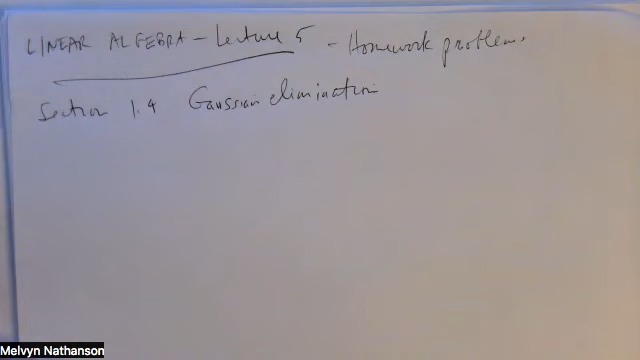 LINEAR ALGEBRA - Lecture 5 - Homework problems
Section 1.4 Gaussian elimination
Melvyn Nathanson